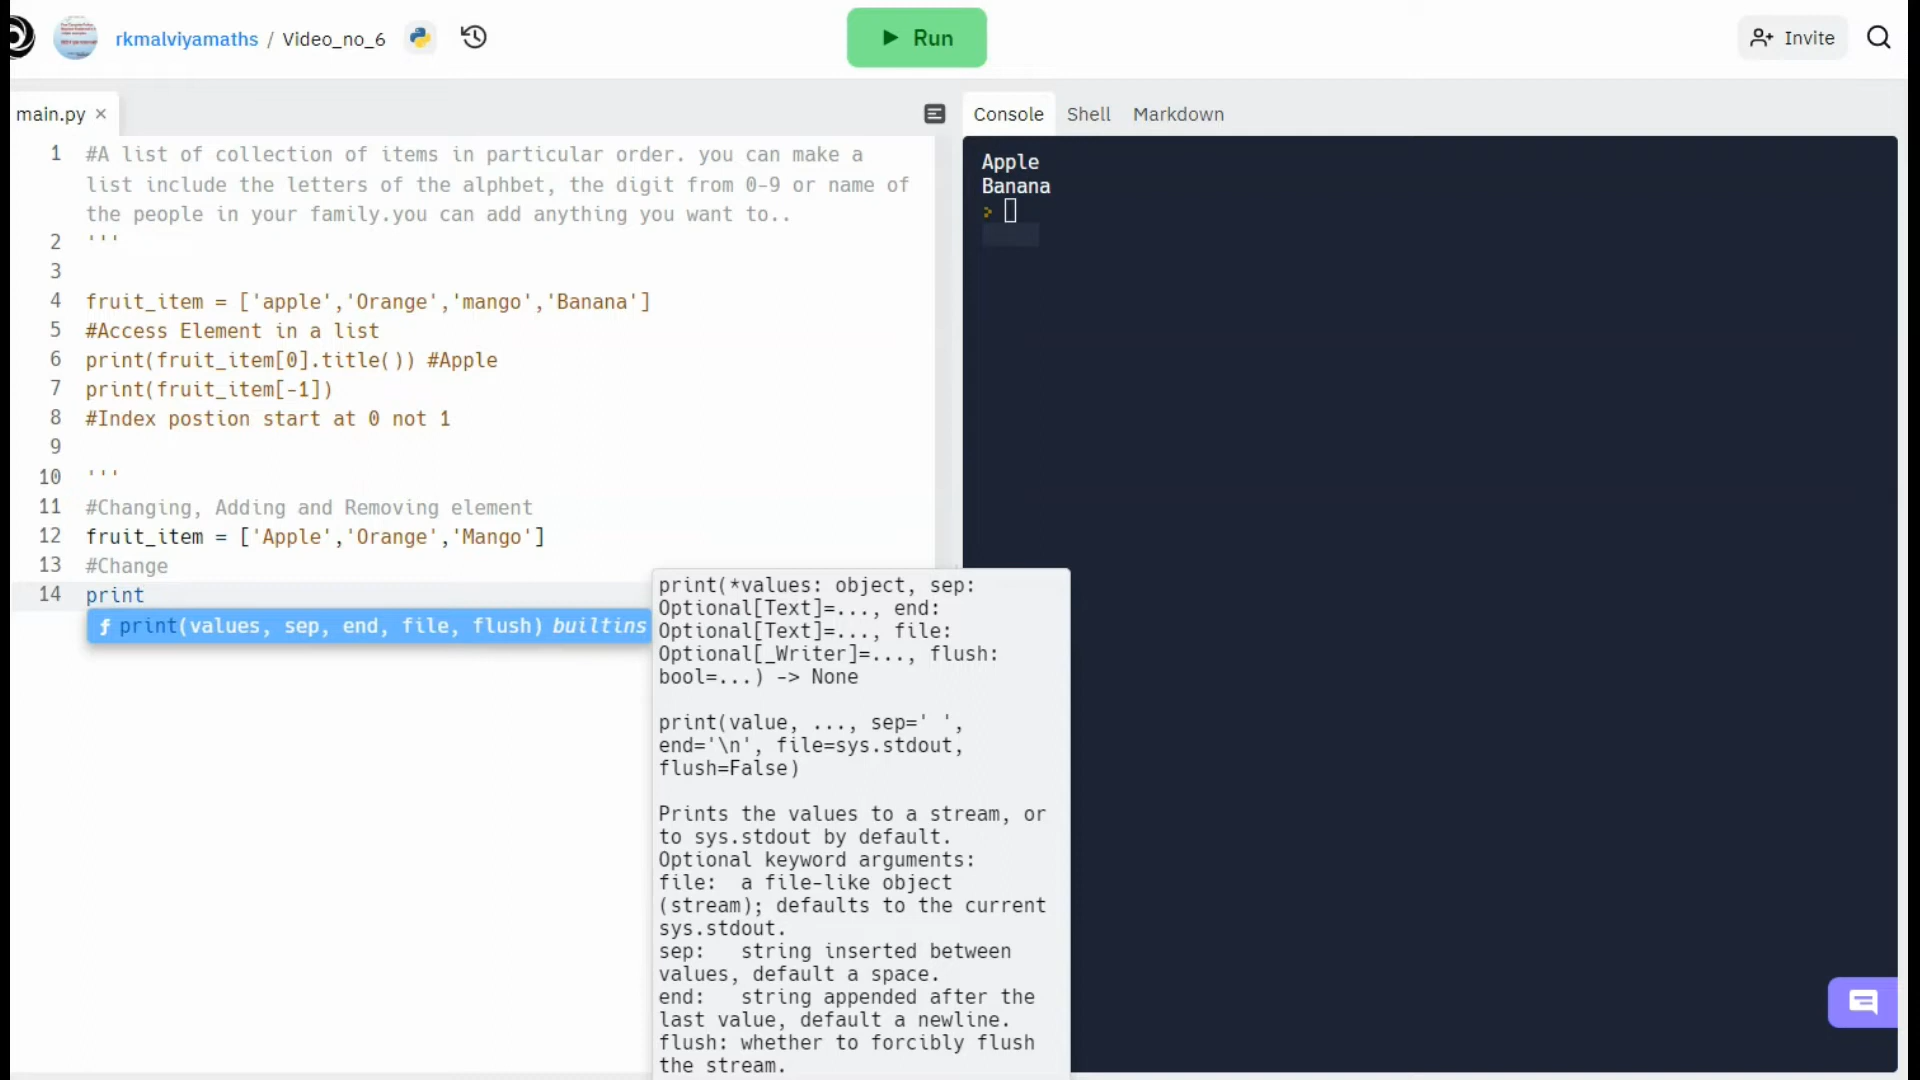 rkmalviyamaths / Video_no_6
Run
Invite
main.py ×
Console Shell Markdown
1 #A list of collection of items in particular order. you can make a
list include the letters of the alphbet, the digit from 0-9 or name of
the people in your family.you can add anything you want to..
2 '''
3
4 fruit_item = ['apple','Orange','mango','Banana']
5 #Access Element in a list
6 print(fruit_item[0].title()) #Apple
7 print(fruit_item[-1])
8 #Index postion start at 0 not 1
9
10 '''
11 #Changing, Adding and Removing element
12 fruit_item = ['Apple','Orange','Mango']
13 #Change
14 print
f print(values, sep, end, file, flush) builtins
print(*values: object, sep:
Optional[Text]=..., end:
Optional[Text]=..., file:
Optional[_Writer]=..., flush:
bool=...) -> None
print(value, ..., sep=' ',
end='\n', file=sys.stdout,
flush=False)
Prints the values to a stream, or
to sys.stdout by default.
Optional keyword arguments:
file:  a file-like object
(stream); defaults to the current
sys.stdout.
sep:   string inserted between
values, default a space.
end:   string appended after the
last value, default a newline.
flush: whether to forcibly flush
the stream.
Apple
Banana
>